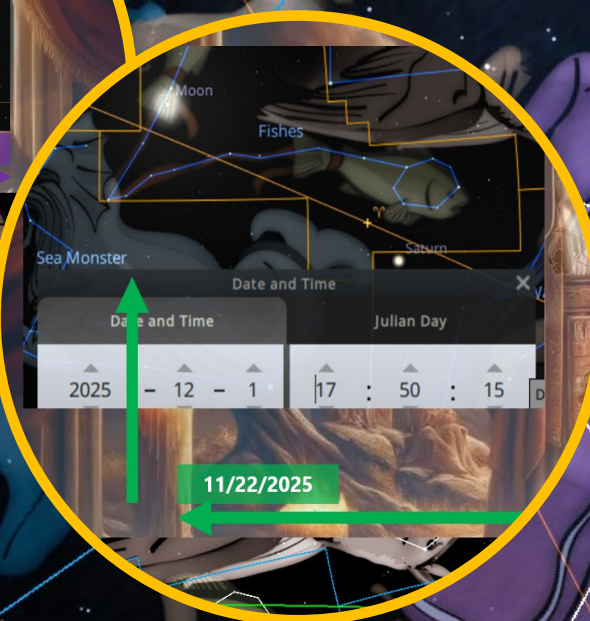 Moon
Fishes
♈
Saturn
Sea Monster
Date and Time ×
Date and Time Julian Day
2025 – 12 – 1 17 : 50 : 15
D
11/22/2025